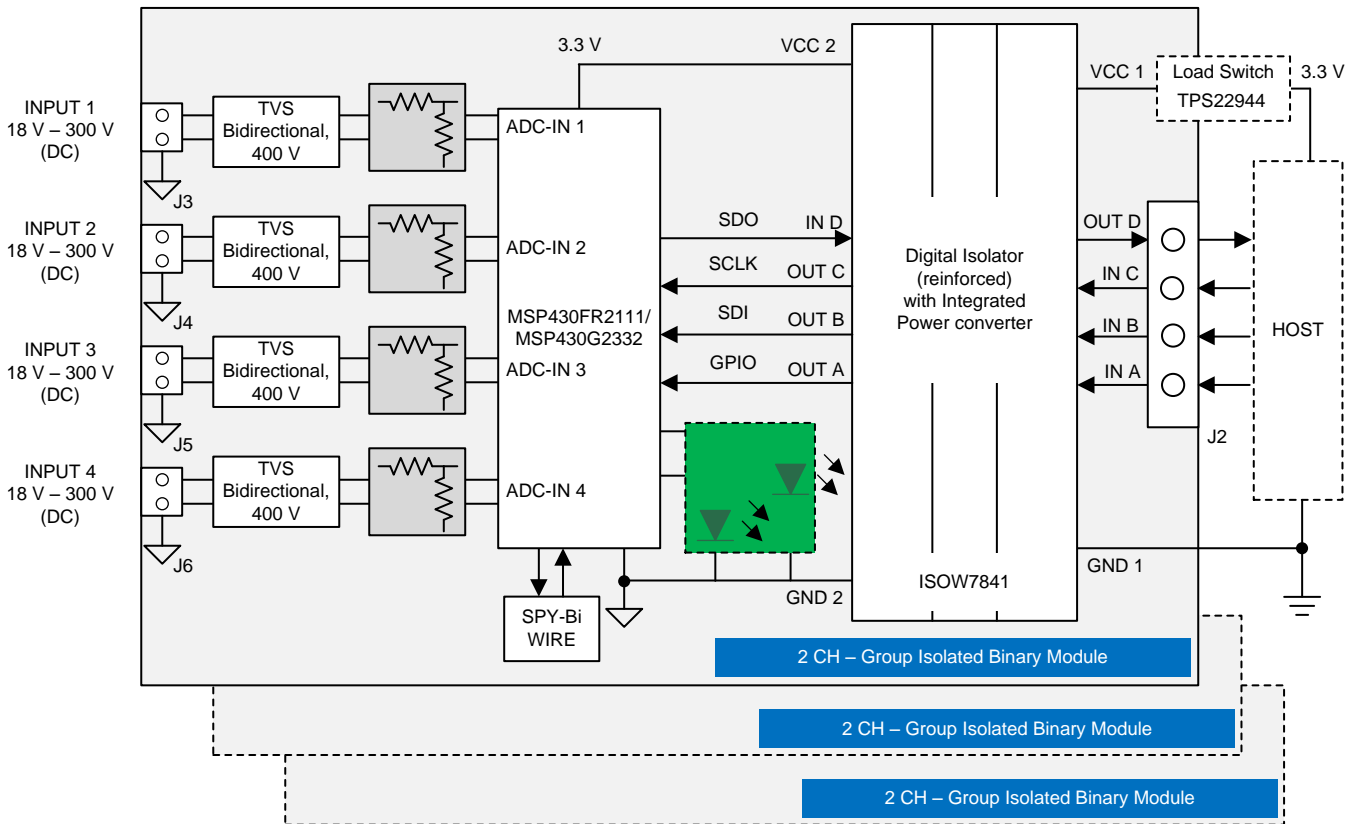 3.3 V
VCC 2
VCC 1
Load Switch
TPS22944
3.3 V
INPUT 1
18 V – 300 V
(DC)
J3
TVS
Bidirectional,
400 V
ADC-IN 1
INPUT 2
18 V – 300 V
(DC)
J4
TVS
Bidirectional,
400 V
ADC-IN 2
INPUT 3
18 V – 300 V
(DC)
J5
TVS
Bidirectional,
400 V
ADC-IN 3
INPUT 4
18 V – 300 V
(DC)
J6
TVS
Bidirectional,
400 V
ADC-IN 4
MSP430FR2111/
MSP430G2332
SDO
IN D
SCLK
OUT C
SDI
OUT B
GPIO
OUT A
Digital Isolator
(reinforced)
with Integrated
Power converter
ISOW7841
OUT D
IN C
IN B
IN A
J2
HOST
GND 1
GND 2
SPY-Bi
WIRE
2 CH – Group Isolated Binary Module
2 CH – Group Isolated Binary Module
2 CH – Group Isolated Binary Module